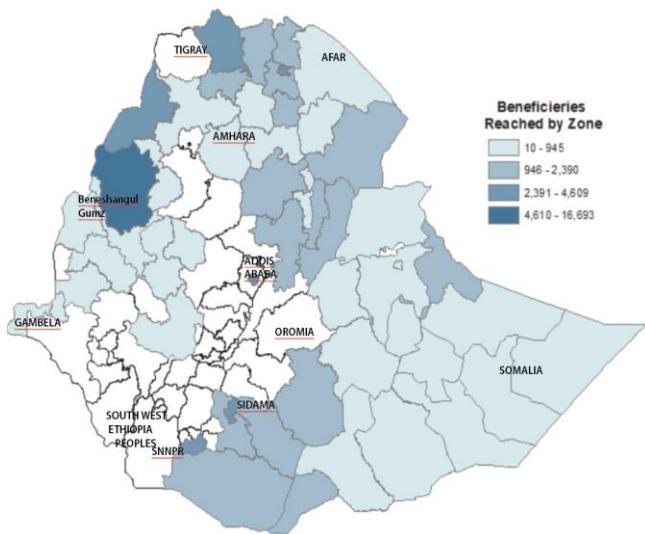 TIGRAY
AFAR
Beneficieries
Reached by Zone
10 - 945
946 - 2,390
2,391 - 4,609
4,610 - 16,693
AMHARA
Beneshangul
Gumz
ADDIS
ABABA
GAMBELA
OROMIA
SOMALIA
SOUTH WEST
ETHIOPIA
PEOPLES
SIDAMA
SNNPR